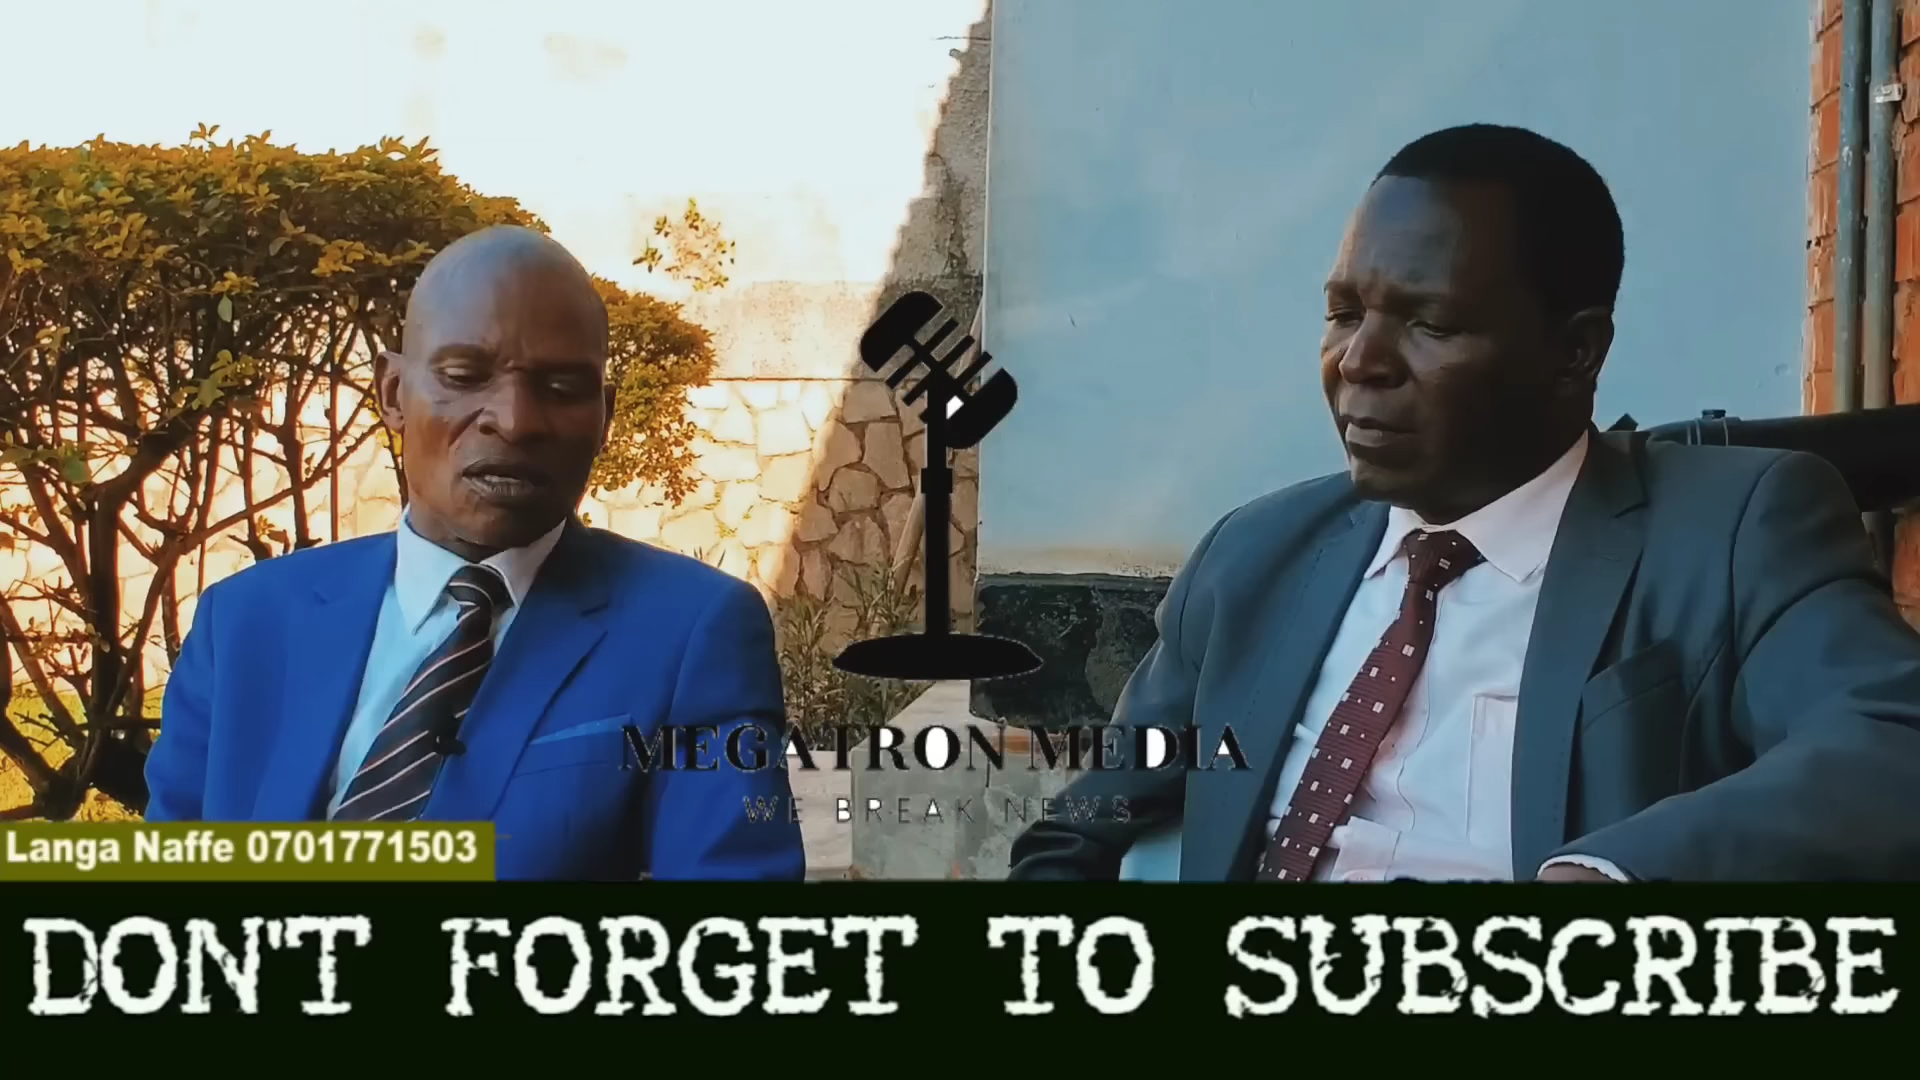 MEGATRON MEDIA
WE BREAK NEWS
Langa Naffe 0701771503
DON'T FORGET TO SUBSCRIBE